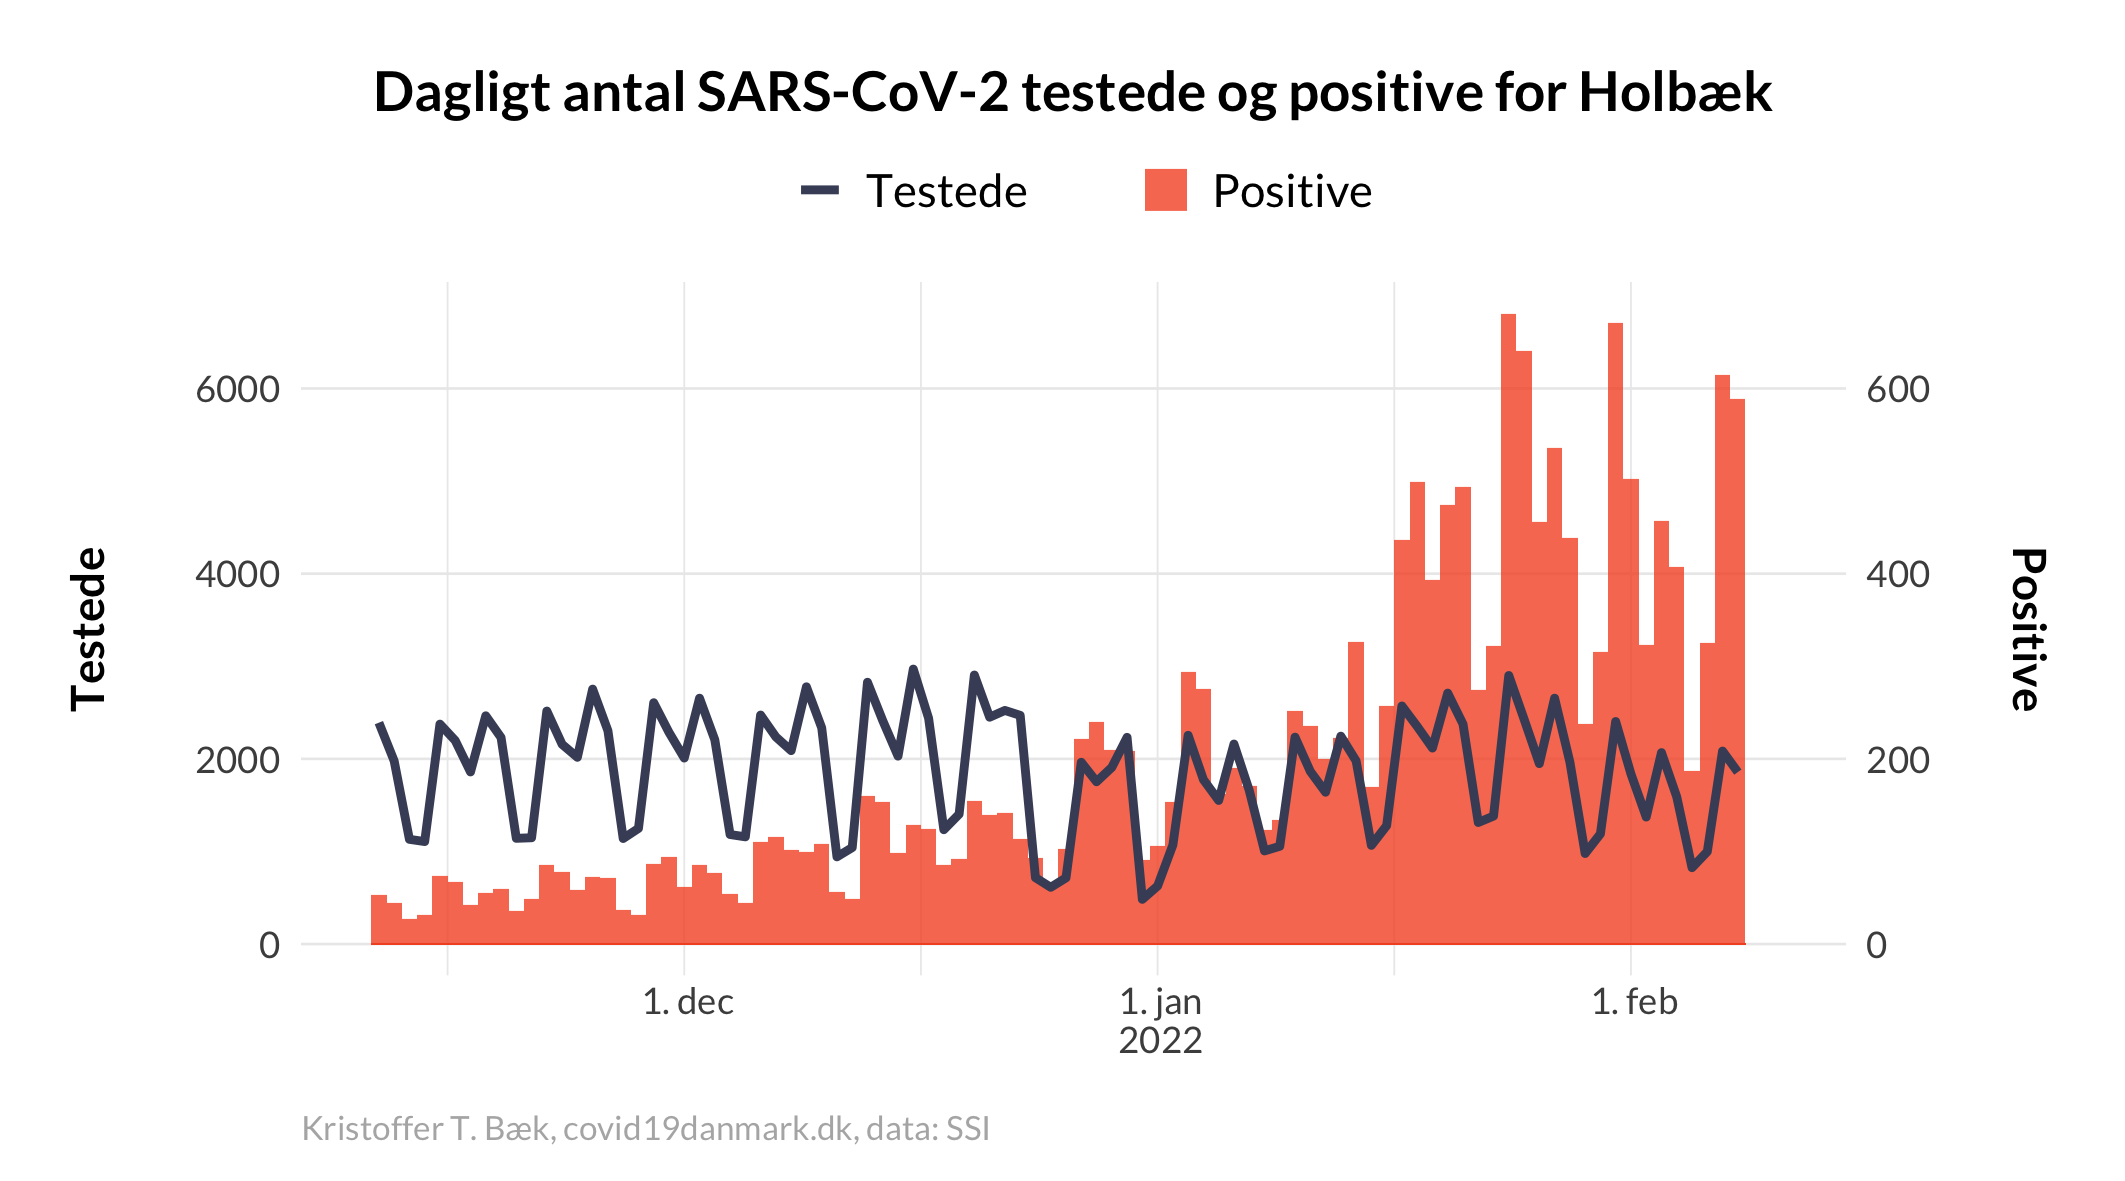 Dagligt antal SARS-CoV-2 testede og positive for Holbæk
Testede
Positive
Testede
6000
4000
2000
0
600
400
200
0
Positive
1. dec
1. jan
2022
1. feb
Kristoffer T. Bæk, covid19danmark.dk, data: SSI